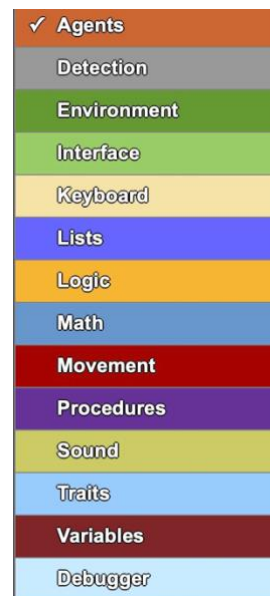 ✓ Agents
Detection
Environment
Interface
Keyboard
Lists
Logic
Math
Movement
Procedures
Sound
Traits
Variables
Debugger